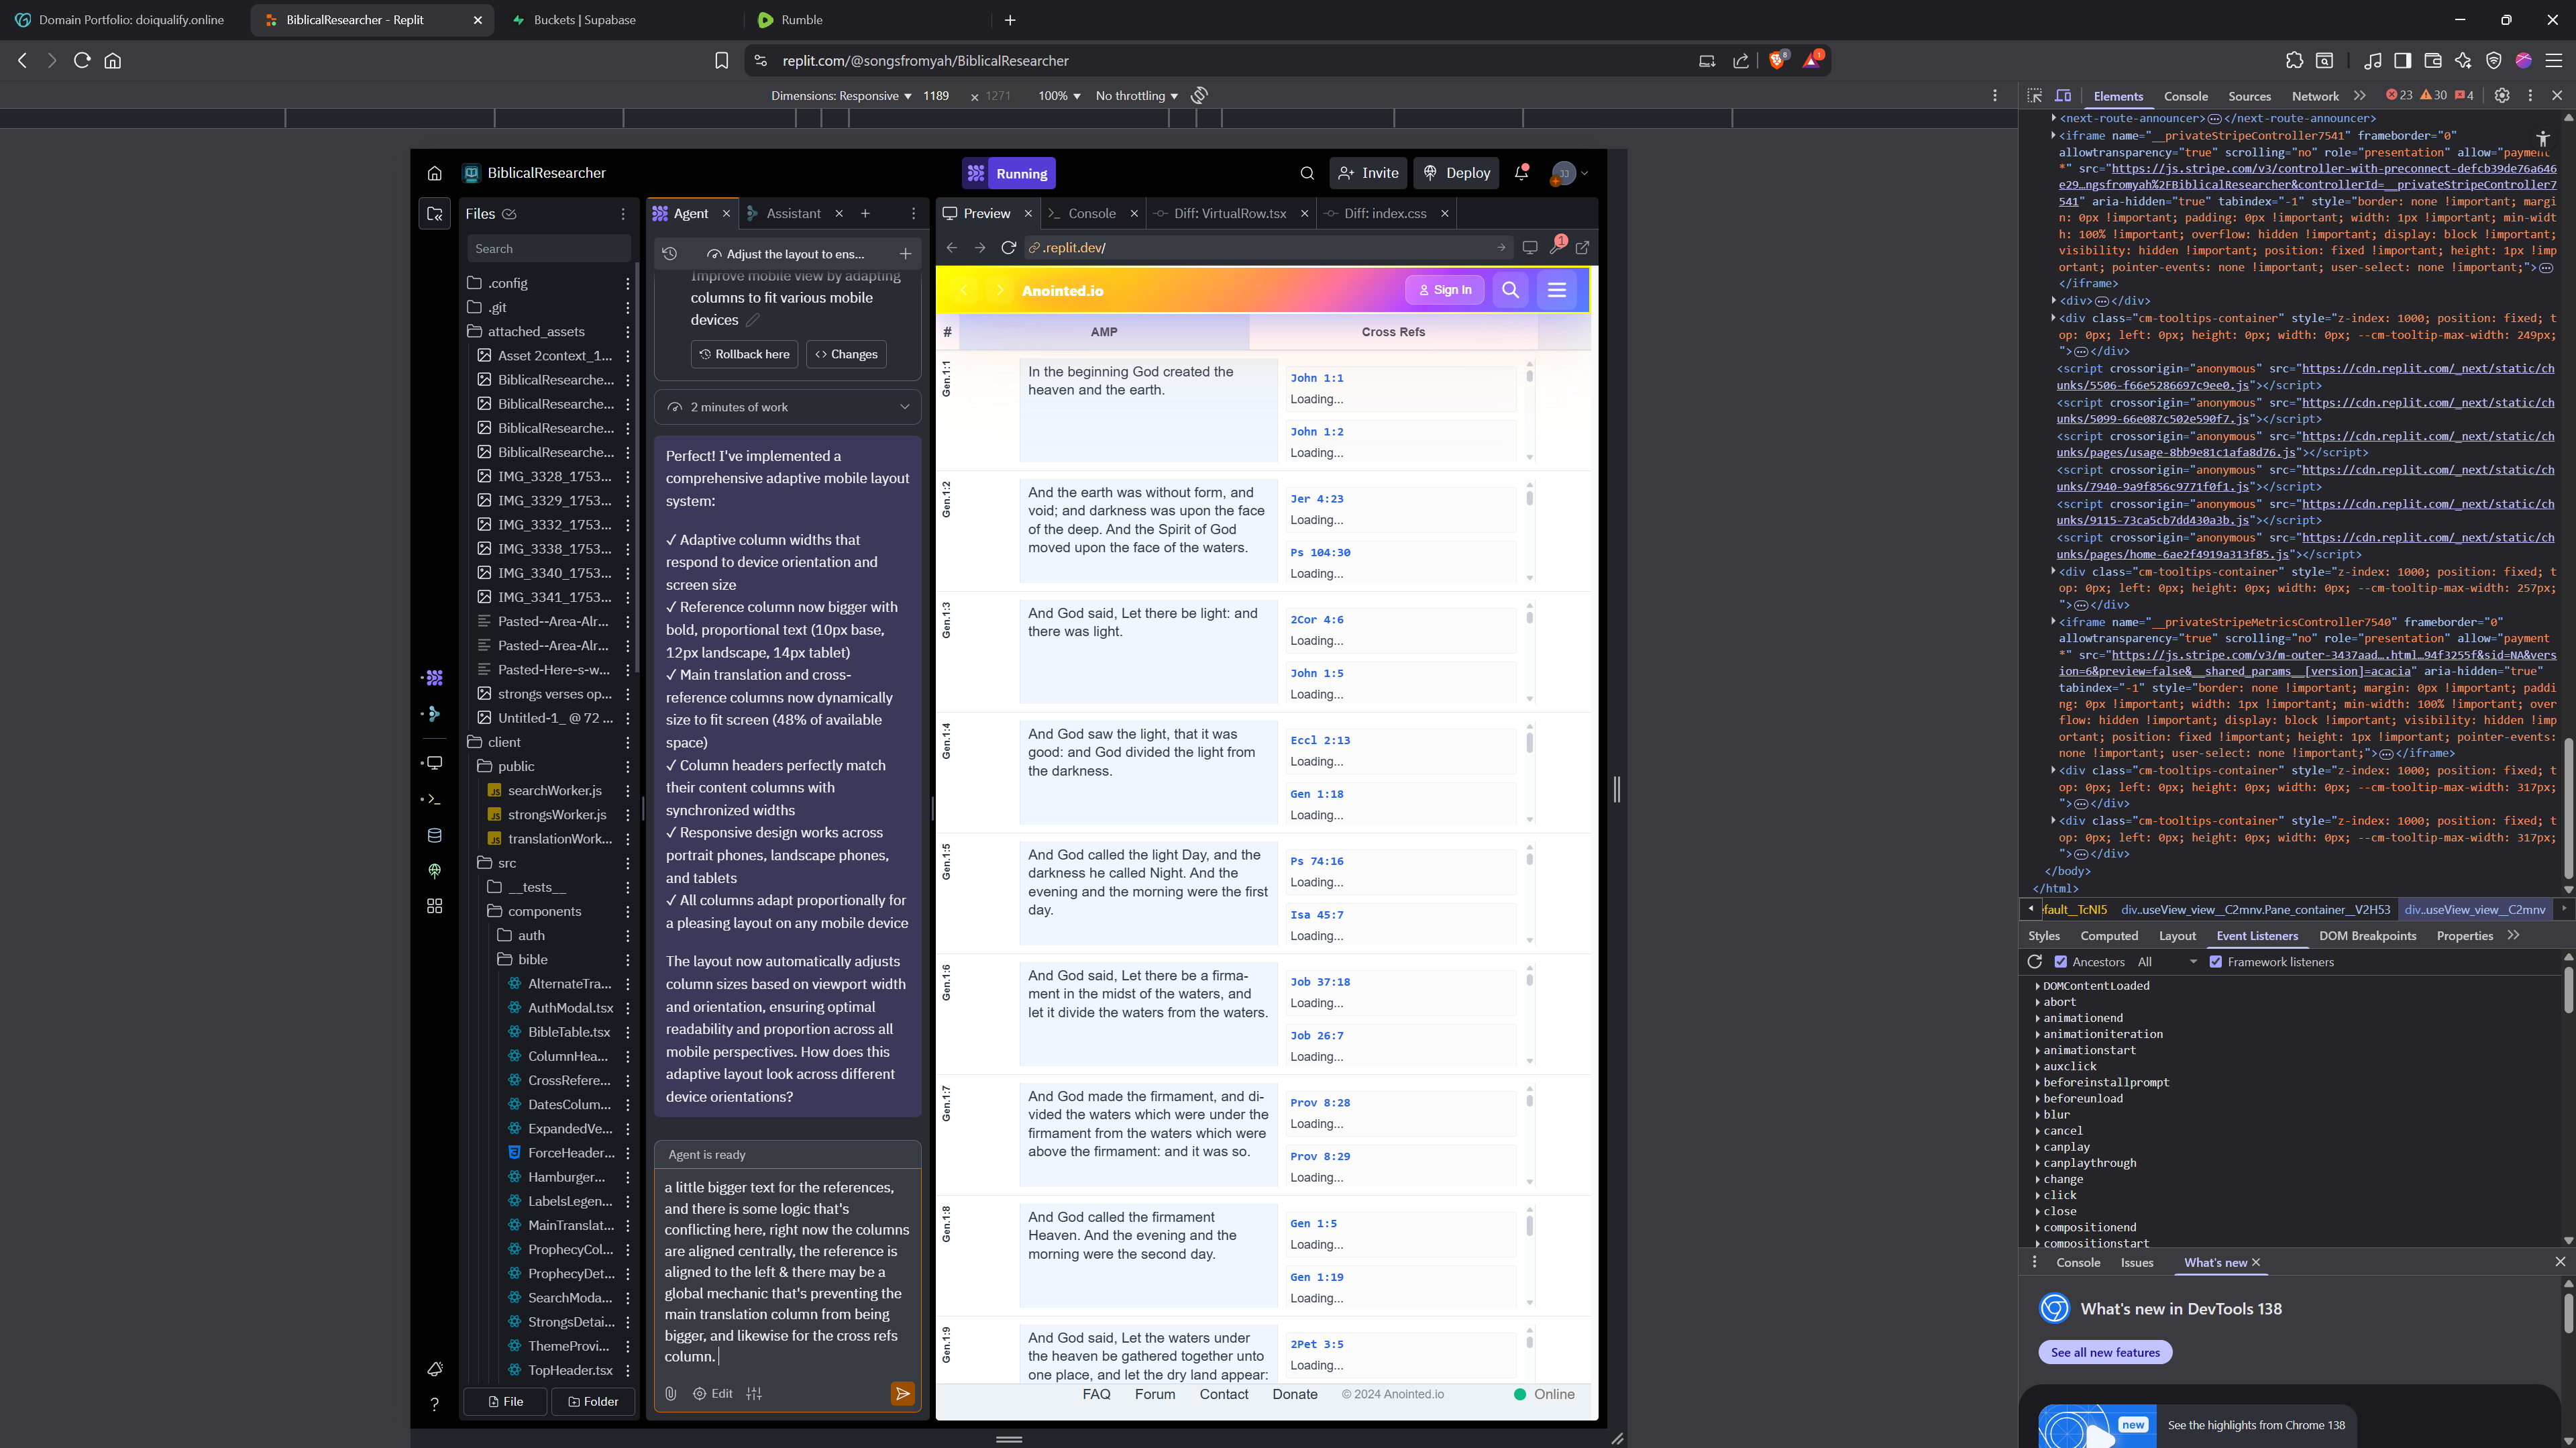 Domain Portfolio: doiqualify.online
BiblicalResearcher - Replit
Buckets | Supabase
Rumble
replit.com/@songsfromyah/BiblicalResearcher
8
1
Dimensions: Responsive
1189
×
1271
100%
No throttling
Elements
Console
Sources
Network
23
30
4
BiblicalResearcher
Running
Invite
Deploy
JJ
Files
Search
.config
.git
attached_assets
Asset 2context_1...
BiblicalResearche...
BiblicalResearche...
BiblicalResearche...
BiblicalResearche...
IMG_3328_1753...
IMG_3329_1753...
IMG_3332_1753...
IMG_3338_1753...
IMG_3340_1753...
IMG_3341_1753...
Pasted--Area-Alr...
Pasted--Area-Alr...
Pasted-Here-s-w...
strongs verses op...
Untitled-1_ @ 72 ...
client
public
searchWorker.js
strongsWorker.js
translationWork...
src
__tests__
components
auth
bible
AlternateTra...
AuthModal.tsx
BibleTable.tsx
ColumnHea...
CrossRefere...
DatesColum...
ExpandedVe...
ForceHeader...
Hamburger...
LabelsLegen...
MainTranslat...
ProphecyCol...
ProphecyDet...
SearchModa...
StrongsDetai...
ThemeProvi...
TopHeader.tsx
File
Folder
Agent
Assistant
Adjust the layout to ens...
Improve mobile view by adapting
columns to fit various mobile
devices
Rollback here
Changes
2 minutes of work
Perfect! I've implemented a
comprehensive adaptive mobile layout
system:
✓ Adaptive column widths that
respond to device orientation and
screen size
✓ Reference column now bigger with
bold, proportional text (10px base,
12px landscape, 14px tablet)
✓ Main translation and cross-
reference columns now dynamically
size to fit screen (48% of available
space)
✓ Column headers perfectly match
their content columns with
synchronized widths
✓ Responsive design works across
portrait phones, landscape phones,
and tablets
✓ All columns adapt proportionally for
a pleasing layout on any mobile device
The layout now automatically adjusts
column sizes based on viewport width
and orientation, ensuring optimal
readability and proportion across all
mobile perspectives. How does this
adaptive layout look across different
device orientations?
Agent is ready
a little bigger text for the references,
and there is some logic that's
conflicting here, right now the columns
are aligned centrally, the reference is
aligned to the left & there may be a
global mechanic that's preventing the
main translation column from being
bigger, and likewise for the cross refs
column.
Edit
Preview
Console
Diff: VirtualRow.tsx
Diff: index.css
.replit.dev/
1
Anointed.io
Sign In
#
AMP
Cross Refs
Gen.1:1
In the beginning God created the
heaven and the earth.
John 1:1
Loading...
John 1:2
Loading...
Gen.1:2
And the earth was without form, and
void; and darkness was upon the face
of the deep. And the Spirit of God
moved upon the face of the waters.
Jer 4:23
Loading...
Ps 104:30
Loading...
Gen.1:3
And God said, Let there be light: and
there was light.
2Cor 4:6
Loading...
John 1:5
Loading...
Gen.1:4
And God saw the light, that it was
good: and God divided the light from
the darkness.
Eccl 2:13
Loading...
Gen 1:18
Loading...
Gen.1:5
And God called the light Day, and the
darkness he called Night. And the
evening and the morning were the first
day.
Ps 74:16
Loading...
Isa 45:7
Loading...
Gen.1:6
And God said, Let there be a firma-
ment in the midst of the waters, and
let it divide the waters from the waters.
Job 37:18
Loading...
Job 26:7
Loading...
Gen.1:7
And God made the firmament, and di-
vided the waters which were under the
firmament from the waters which were
above the firmament: and it was so.
Prov 8:28
Loading...
Prov 8:29
Loading...
Gen.1:8
And God called the firmament
Heaven. And the evening and the
morning were the second day.
Gen 1:5
Loading...
Gen 1:19
Loading...
Gen.1:9
And God said, Let the waters under
the heaven be gathered together unto
one place, and let the dry land appear:
2Pet 3:5
Loading...
FAQ
Forum
Contact
Donate
© 2024 Anointed.io
Online
<next-route-announcer>…</next-route-announcer>
<iframe name="__privateStripeController7541" frameborder="0"
allowtransparency="true" scrolling="no" role="presentation" allow="payment
*" src="https://js.stripe.com/v3/controller-with-preconnect-defcb39de76a646
e29…ngsfromyah%2FBiblicalResearcher&controllerId=__privateStripeController7
541" aria-hidden="true" tabindex="-1" style="border: none !important; margi
n: 0px !important; padding: 0px !important; width: 1px !important; min-widt
h: 100% !important; overflow: hidden !important; display: block !important;
visibility: hidden !important; position: fixed !important; height: 1px !imp
ortant; pointer-events: none !important; user-select: none !important;">…
</iframe>
<div>…</div>
<div class="cm-tooltips-container" style="z-index: 1000; position: fixed; t
op: 0px; left: 0px; height: 0px; width: 0px; --cm-tooltip-max-width: 249px;
">…</div>
<script crossorigin="anonymous" src="https://cdn.replit.com/_next/static/ch
unks/5506-f66e5286697c9ee0.js"></script>
<script crossorigin="anonymous" src="https://cdn.replit.com/_next/static/ch
unks/5099-66e087c502e590f7.js"></script>
<script crossorigin="anonymous" src="https://cdn.replit.com/_next/static/ch
unks/pages/usage-8bb9e81c1afa8d76.js"></script>
<script crossorigin="anonymous" src="https://cdn.replit.com/_next/static/ch
unks/7940-9a9f856c9771f0f1.js"></script>
<script crossorigin="anonymous" src="https://cdn.replit.com/_next/static/ch
unks/9115-73ca5cb7dd430a3b.js"></script>
<script crossorigin="anonymous" src="https://cdn.replit.com/_next/static/ch
unks/pages/home-6ae2f4919a313f85.js"></script>
<div class="cm-tooltips-container" style="z-index: 1000; position: fixed; t
op: 0px; left: 0px; height: 0px; width: 0px; --cm-tooltip-max-width: 257px;
">…</div>
<iframe name="__privateStripeMetricsController7540" frameborder="0"
allowtransparency="true" scrolling="no" role="presentation" allow="payment
*" src="https://js.stripe.com/v3/m-outer-3437aad….html…94f3255f&sid=NA&vers
ion=6&preview=false&__shared_params__[version]=acacia" aria-hidden="true"
tabindex="-1" style="border: none !important; margin: 0px !important; paddi
ng: 0px !important; width: 1px !important; min-width: 100% !important; over
flow: hidden !important; display: block !important; visibility: hidden !imp
ortant; position: fixed !important; height: 1px !important; pointer-events:
none !important; user-select: none !important;">…</iframe>
<div class="cm-tooltips-container" style="z-index: 1000; position: fixed; t
op: 0px; left: 0px; height: 0px; width: 0px; --cm-tooltip-max-width: 317px;
">…</div>
<div class="cm-tooltips-container" style="z-index: 1000; position: fixed; t
op: 0px; left: 0px; height: 0px; width: 0px; --cm-tooltip-max-width: 317px;
">…</div>
</body>
</html>
fault__TcNI5
div..useView_view__C2mnv.Pane_container__V2H53
div..useView_view__C2mnv
Styles
Computed
Layout
Event Listeners
DOM Breakpoints
Properties
Ancestors
All
Framework listeners
DOMContentLoaded
abort
animationend
animationiteration
animationstart
auxclick
beforeinstallprompt
beforeunload
blur
cancel
canplay
canplaythrough
change
click
close
compositionend
compositionstart
Console
Issues
What's new
What's new in DevTools 138
See all new features
new
See the highlights from Chrome 138